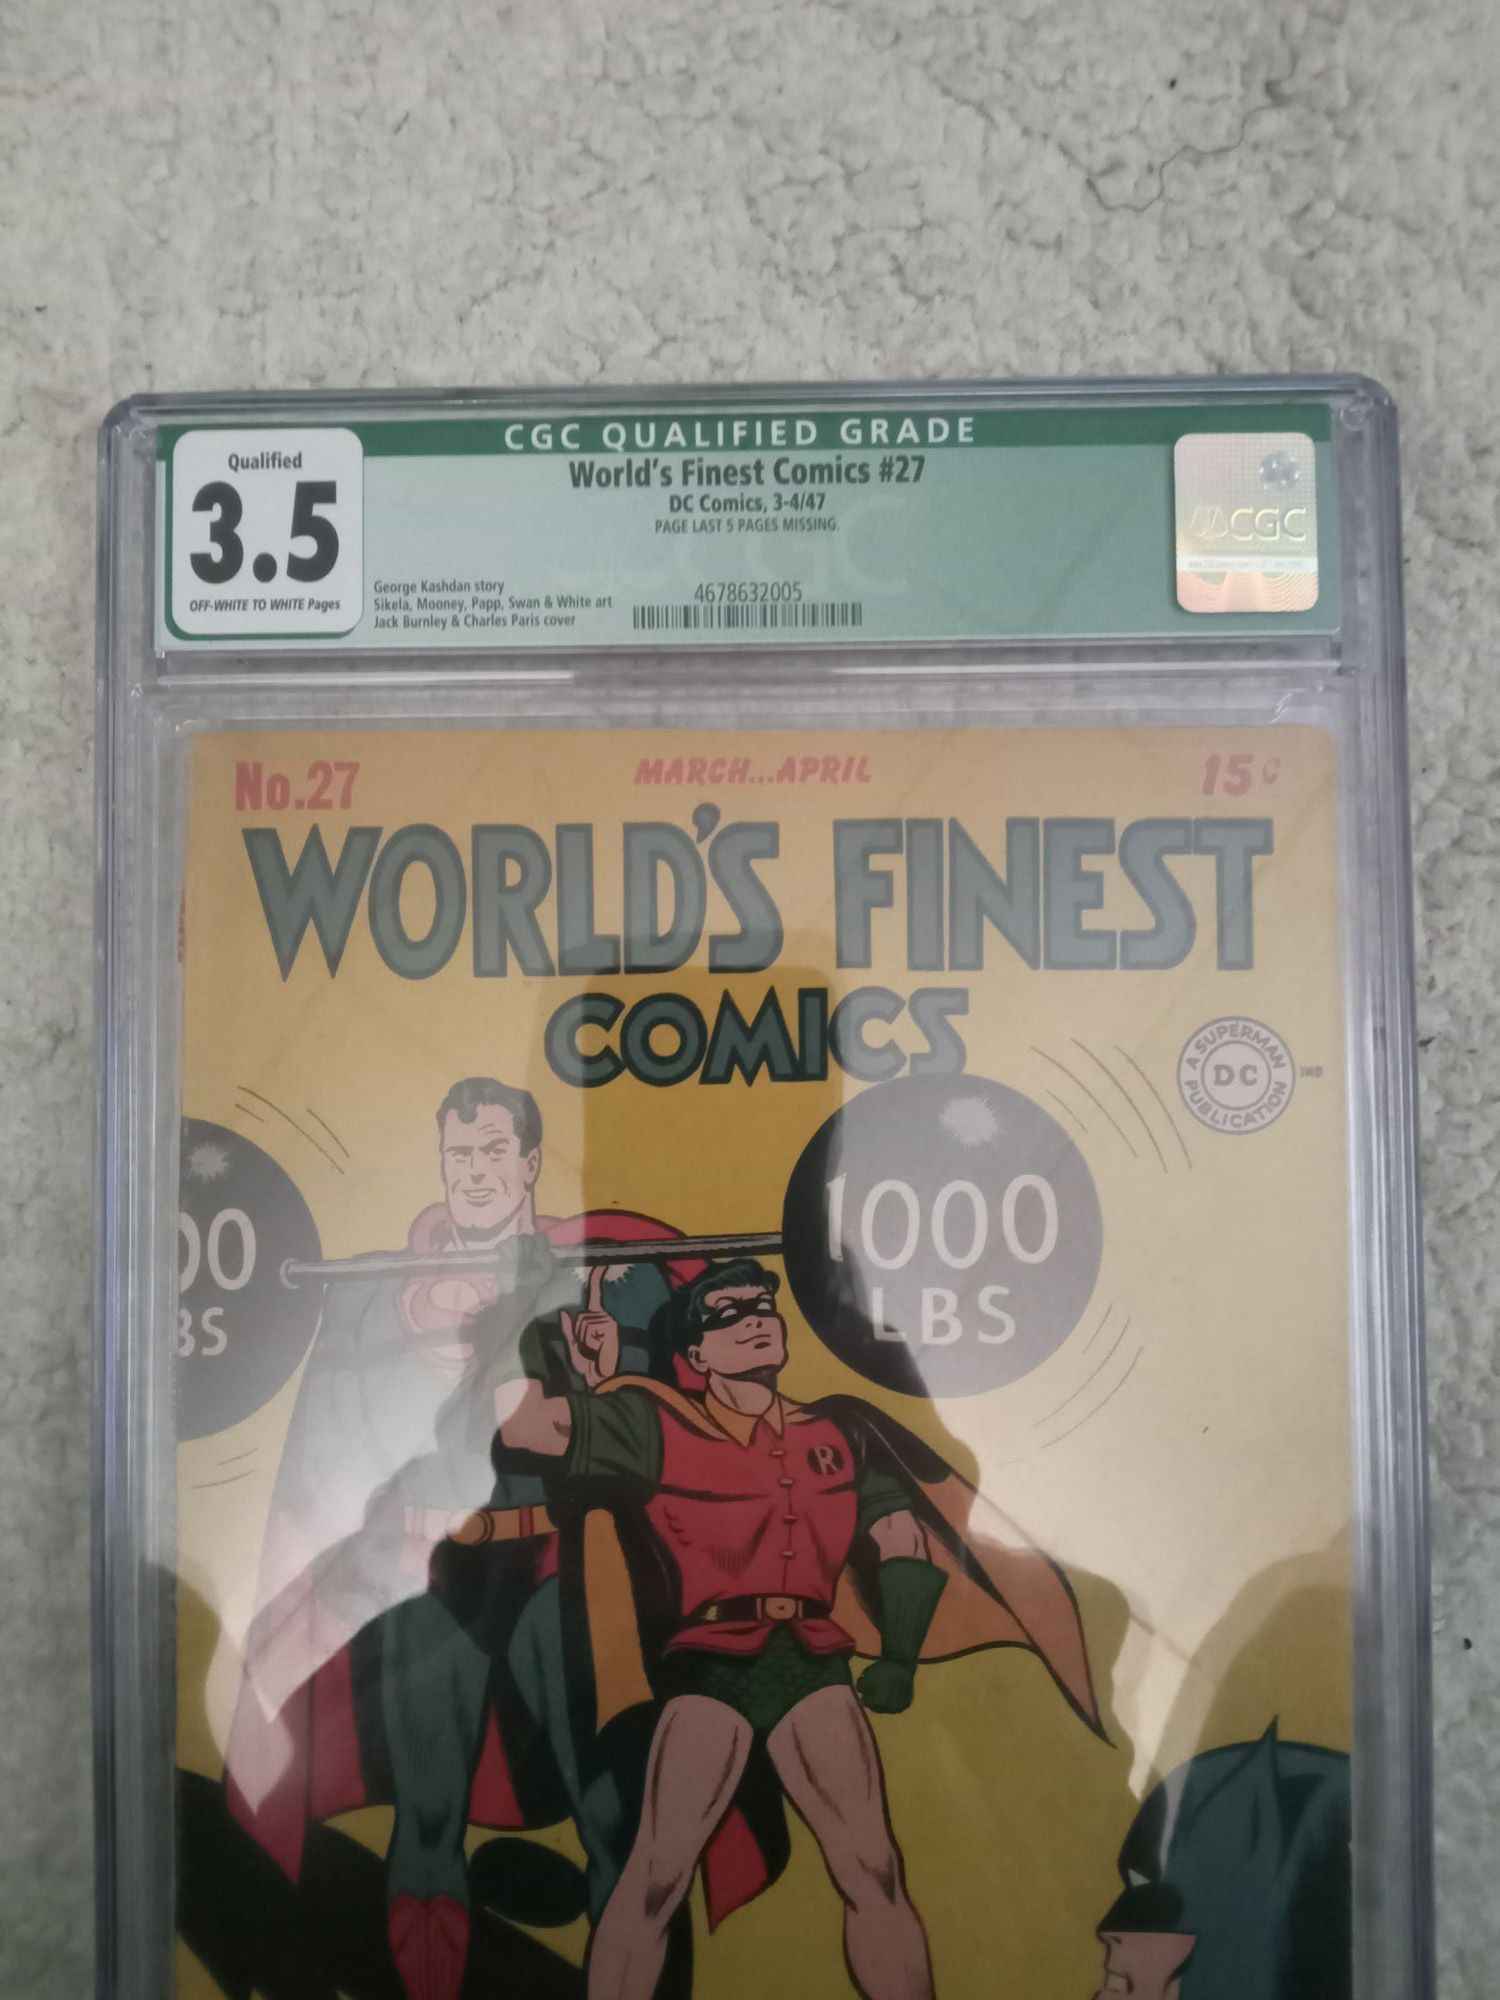 CGC QUALIFIED GRADE
Qualified
3.5
OFF-WHITE TO WHITE Pages
World's Finest Comics #27
DC Comics, 3-4/47
PAGE LAST 5 PAGES MISSING.
George Kashdan story
Sikela, Mooney, Papp, Swan & White art
Jack Burnley & Charles Paris cover
4678632005
CGC
No.27
MARCH...APRIL
15¢
WORLD'S FINEST
COMICS
A SUPERMAN
DC
PUBLICATION
00
BS
1000
LBS
R